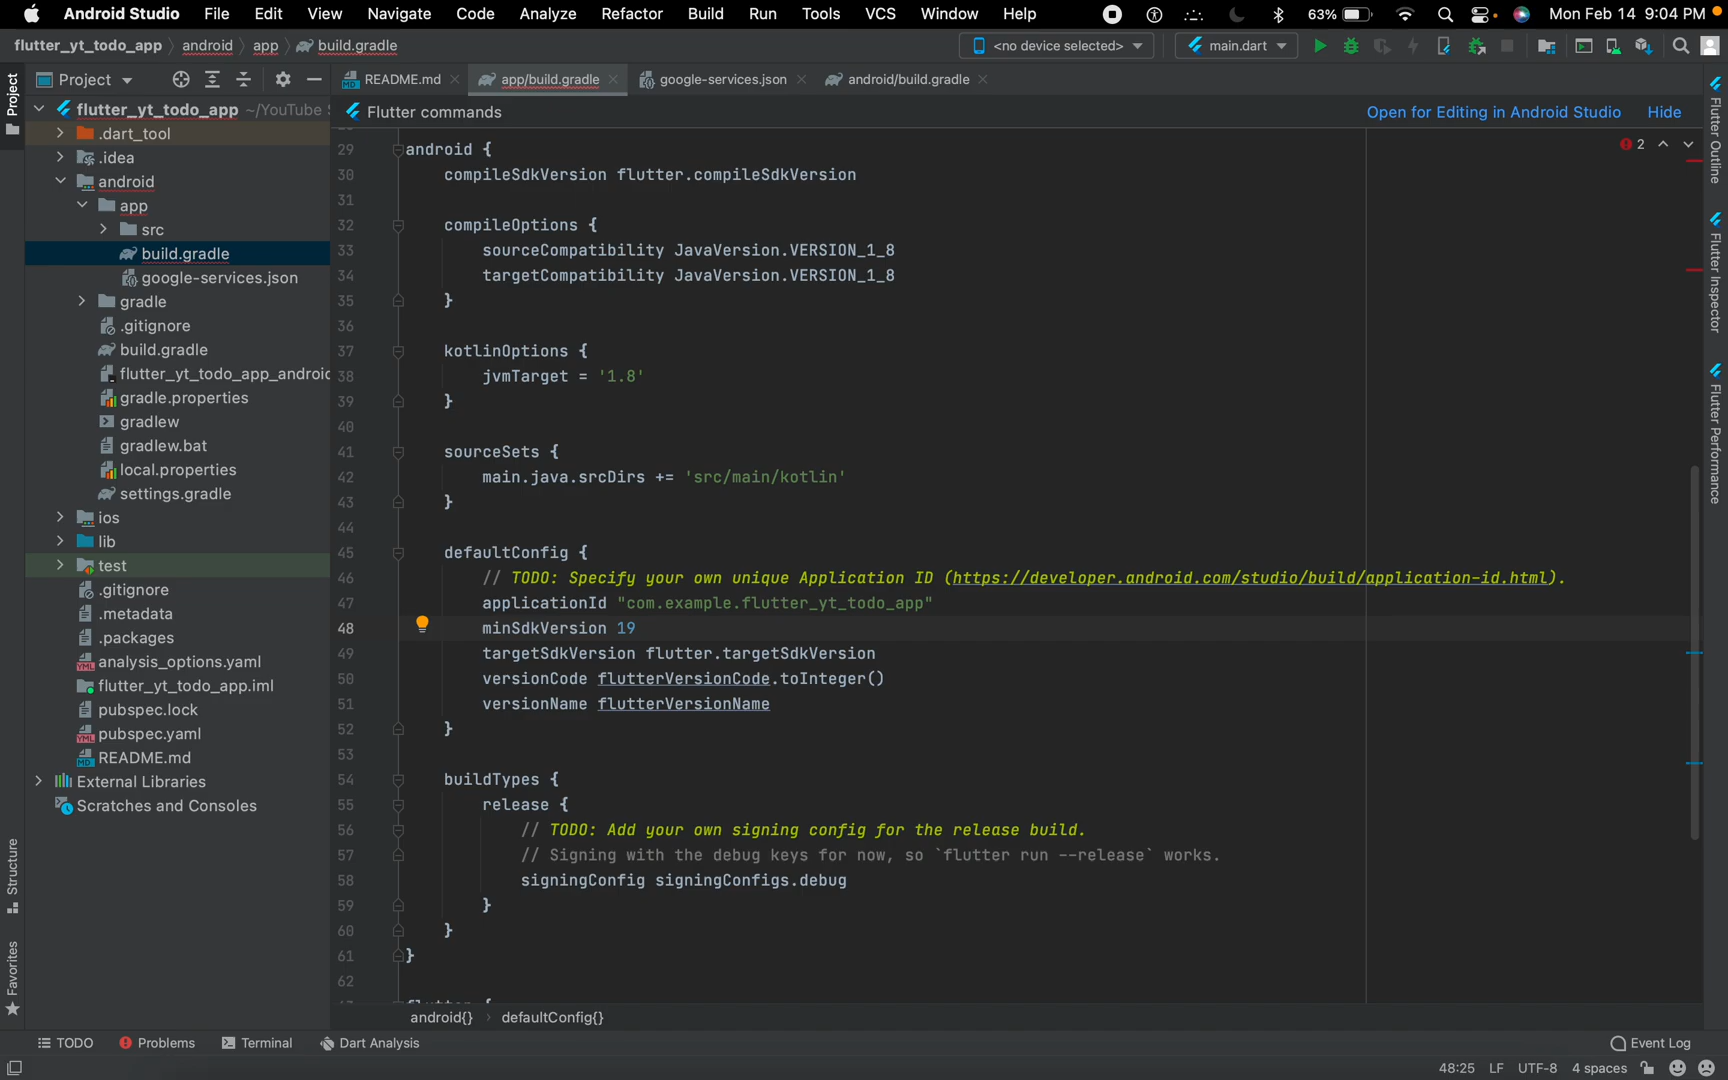 Android Studio File Edit View Navigate Code Analyze Refactor Build Run Tools VCS Window Help 63% Mon Feb 14 9:04 PM
flutter_yt_todo_app android app build.gradle <no device selected> main.dart
Project README.md app/build.gradle google-services.json android/build.gradle
Project
flutter_yt_todo_app ~/YouTube
.dart_tool
.idea
android
app
src
build.gradle
google-services.json
gradle
.gitignore
build.gradle
flutter_yt_todo_app_android
gradle.properties
gradlew
gradlew.bat
local.properties
settings.gradle
ios
lib
test
.gitignore
.metadata
.packages
analysis_options.yaml
flutter_yt_todo_app.iml
pubspec.lock
pubspec.yaml
README.md
External Libraries
Scratches and Consoles
Structure
Favorites
Flutter commands Open for Editing in Android Studio Hide
2
29 android {
30 compileSdkVersion flutter.compileSdkVersion
31
32 compileOptions {
33 sourceCompatibility JavaVersion.VERSION_1_8
34 targetCompatibility JavaVersion.VERSION_1_8
35 }
36
37 kotlinOptions {
38 jvmTarget = '1.8'
39 }
40
41 sourceSets {
42 main.java.srcDirs += 'src/main/kotlin'
43 }
44
45 defaultConfig {
46 // TODO: Specify your own unique Application ID (https://developer.android.com/studio/build/application-id.html).
47 applicationId "com.example.flutter_yt_todo_app"
48 minSdkVersion 19
49 targetSdkVersion flutter.targetSdkVersion
50 versionCode flutterVersionCode.toInteger()
51 versionName flutterVersionName
52 }
53
54 buildTypes {
55 release {
56 // TODO: Add your own signing config for the release build.
57 // Signing with the debug keys for now, so `flutter run --release` works.
58 signingConfig signingConfigs.debug
59 }
60 }
61 }
62
android{} defaultConfig{}
Flutter Outline
Flutter Inspector
Flutter Performance
TODO Problems Terminal Dart Analysis Event Log
48:25 LF UTF-8 4 spaces